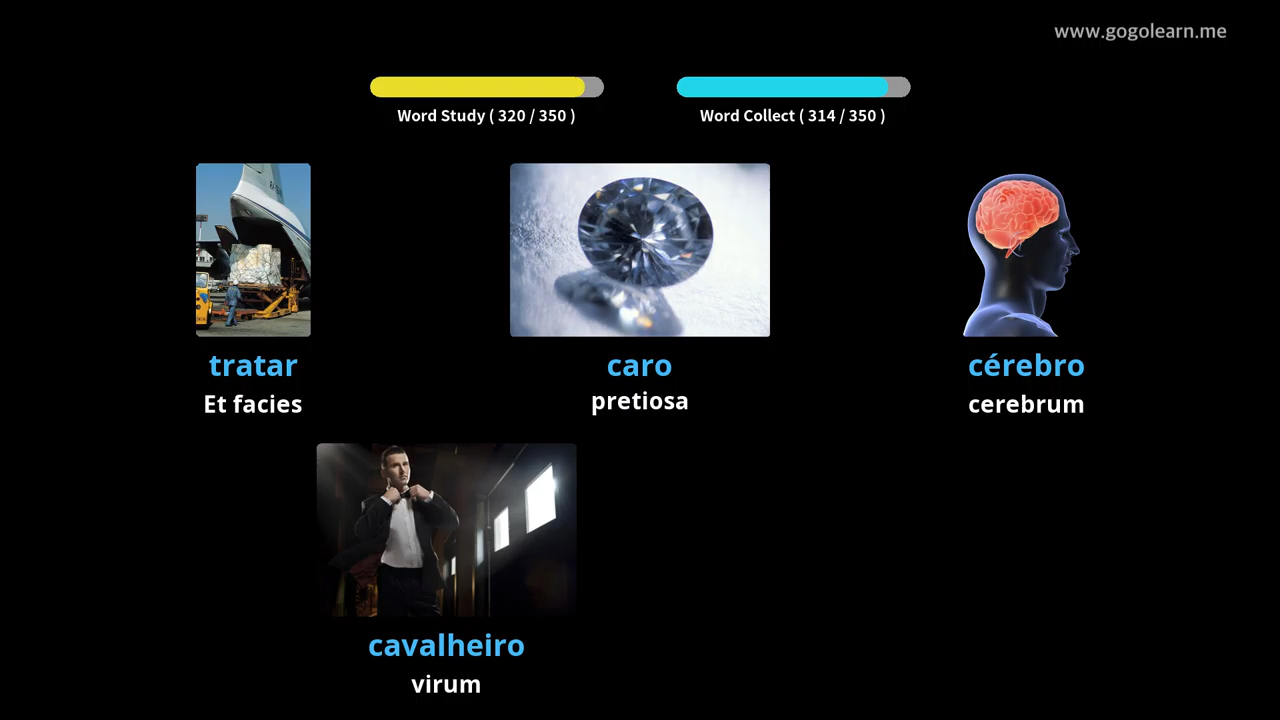 www.gogolearn.me
Word Study ( 320 / 350 )
Word Collect ( 314 / 350 )
tratar
Et facies
caro
pretiosa
cérebro
cerebrum
cavalheiro
virum